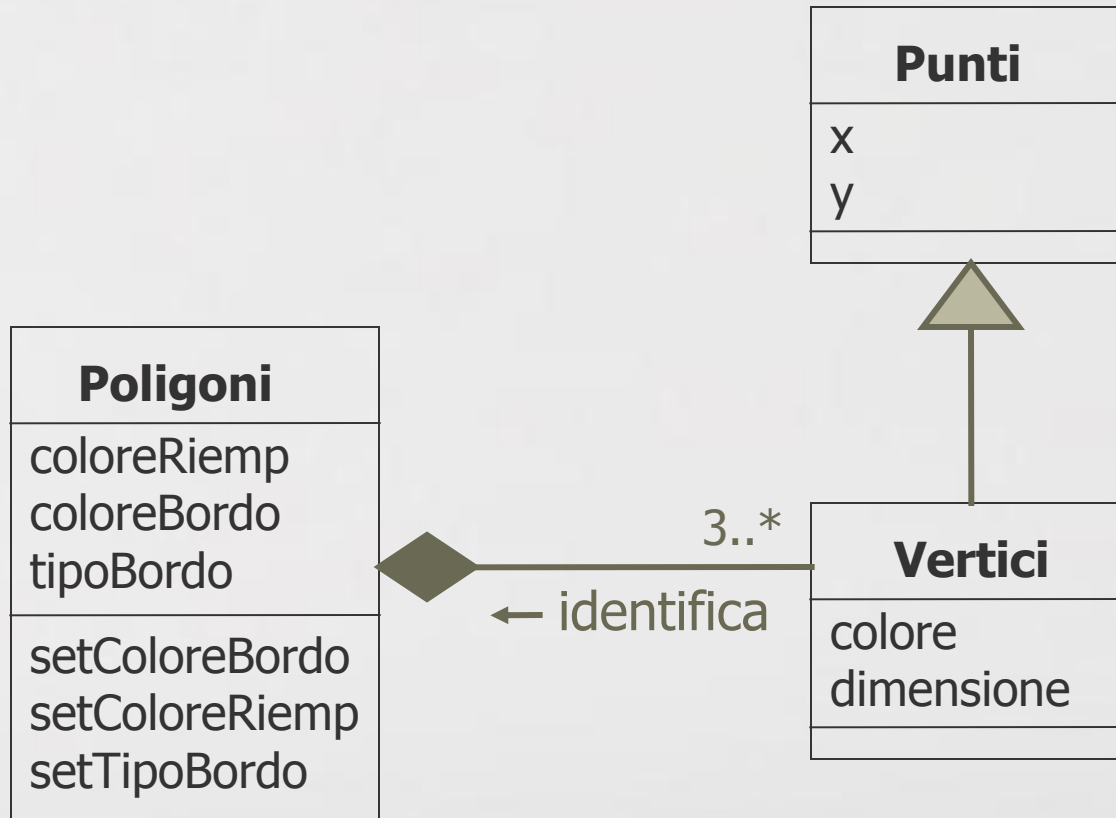 Punti
x
y
Poligoni
coloreRiemp
coloreBordo
tipoBordo
setColoreBordo
setColoreRiemp
setTipoBordo
3..*
← identifica
Vertici
colore
dimensione